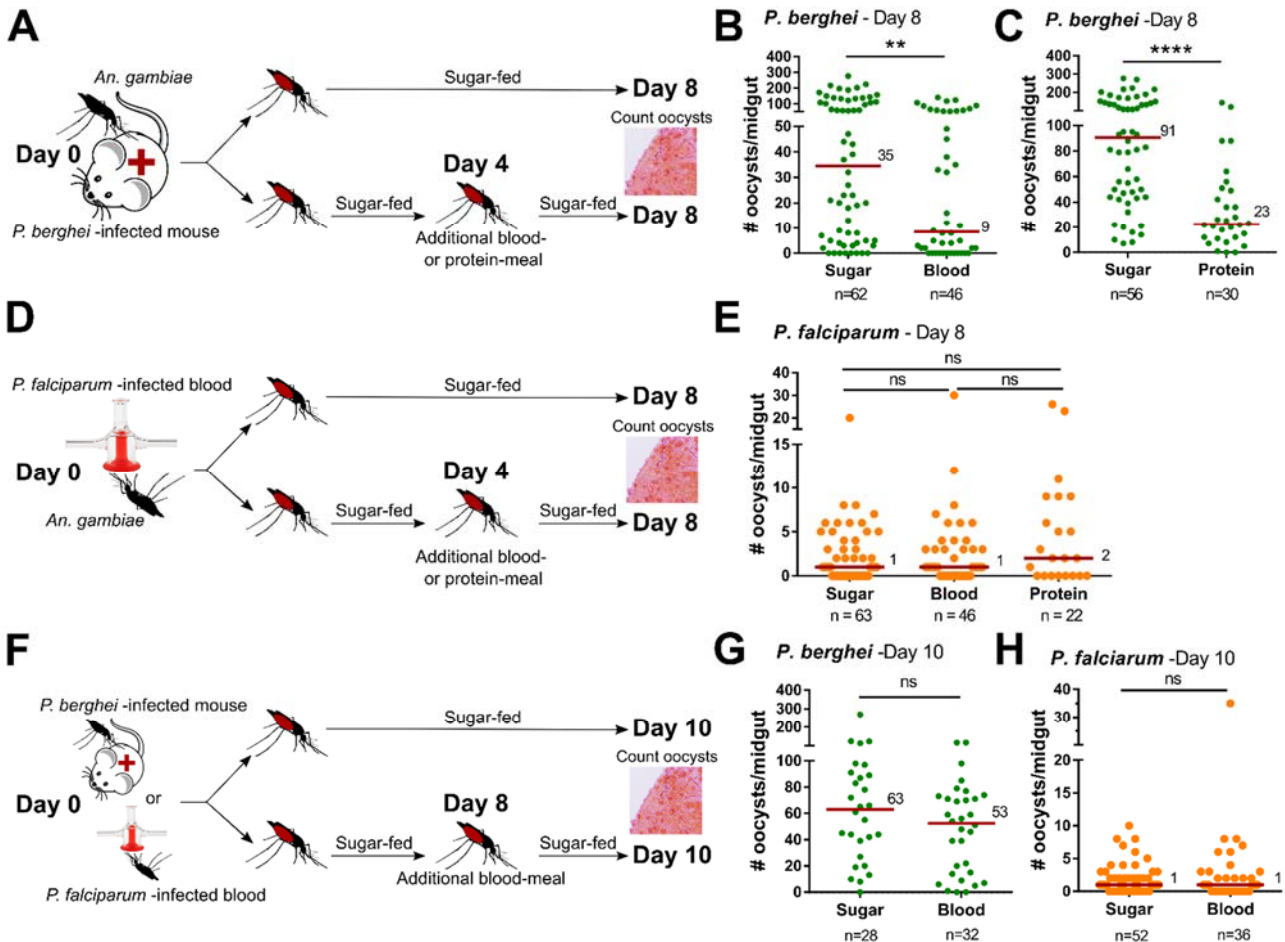 A
An. gambiae
Day 0
P. berghei -infected mouse
Sugar-fed
Day 8
Count oocysts
Sugar-fed
Day 4
Sugar-fed
Day 8
Additional blood-
or protein-meal
B
P. berghei - Day 8
**
# oocysts/midgut
400
300
200
100
50
40
30
20
10
0
35
9
Sugar
Blood
n=62
n=46
C
P. berghei -Day 8
****
# oocysts/midgut
400
300
200
100
80
60
40
20
0
91
23
Sugar
Protein
n=56
n=30
D
P. falciparum -infected blood
Day 0
An. gambiae
Sugar-fed
Day 8
Count oocysts
Sugar-fed
Day 4
Sugar-fed
Day 8
Additional blood-
or protein-meal
E
P. falciparum - Day 8
ns
ns
ns
# oocysts/midgut
40
30
20
15
10
5
0
1
1
2
Sugar
Blood
Protein
n = 63
n = 46
n = 22
F
P. berghei -infected mouse
Day 0
or
P. falciparum -infected blood
Sugar-fed
Day 10
Count oocysts
Sugar-fed
Day 8
Sugar-fed
Day 10
Additional blood-meal
G
P. berghei -Day 10
ns
# oocysts/midgut
400
300
200
100
80
60
40
20
0
63
53
Sugar
Blood
n=28
n=32
H
P. falciarum -Day 10
ns
# oocysts/midgut
40
30
20
15
10
5
0
1
1
Sugar
Blood
n=52
n=36